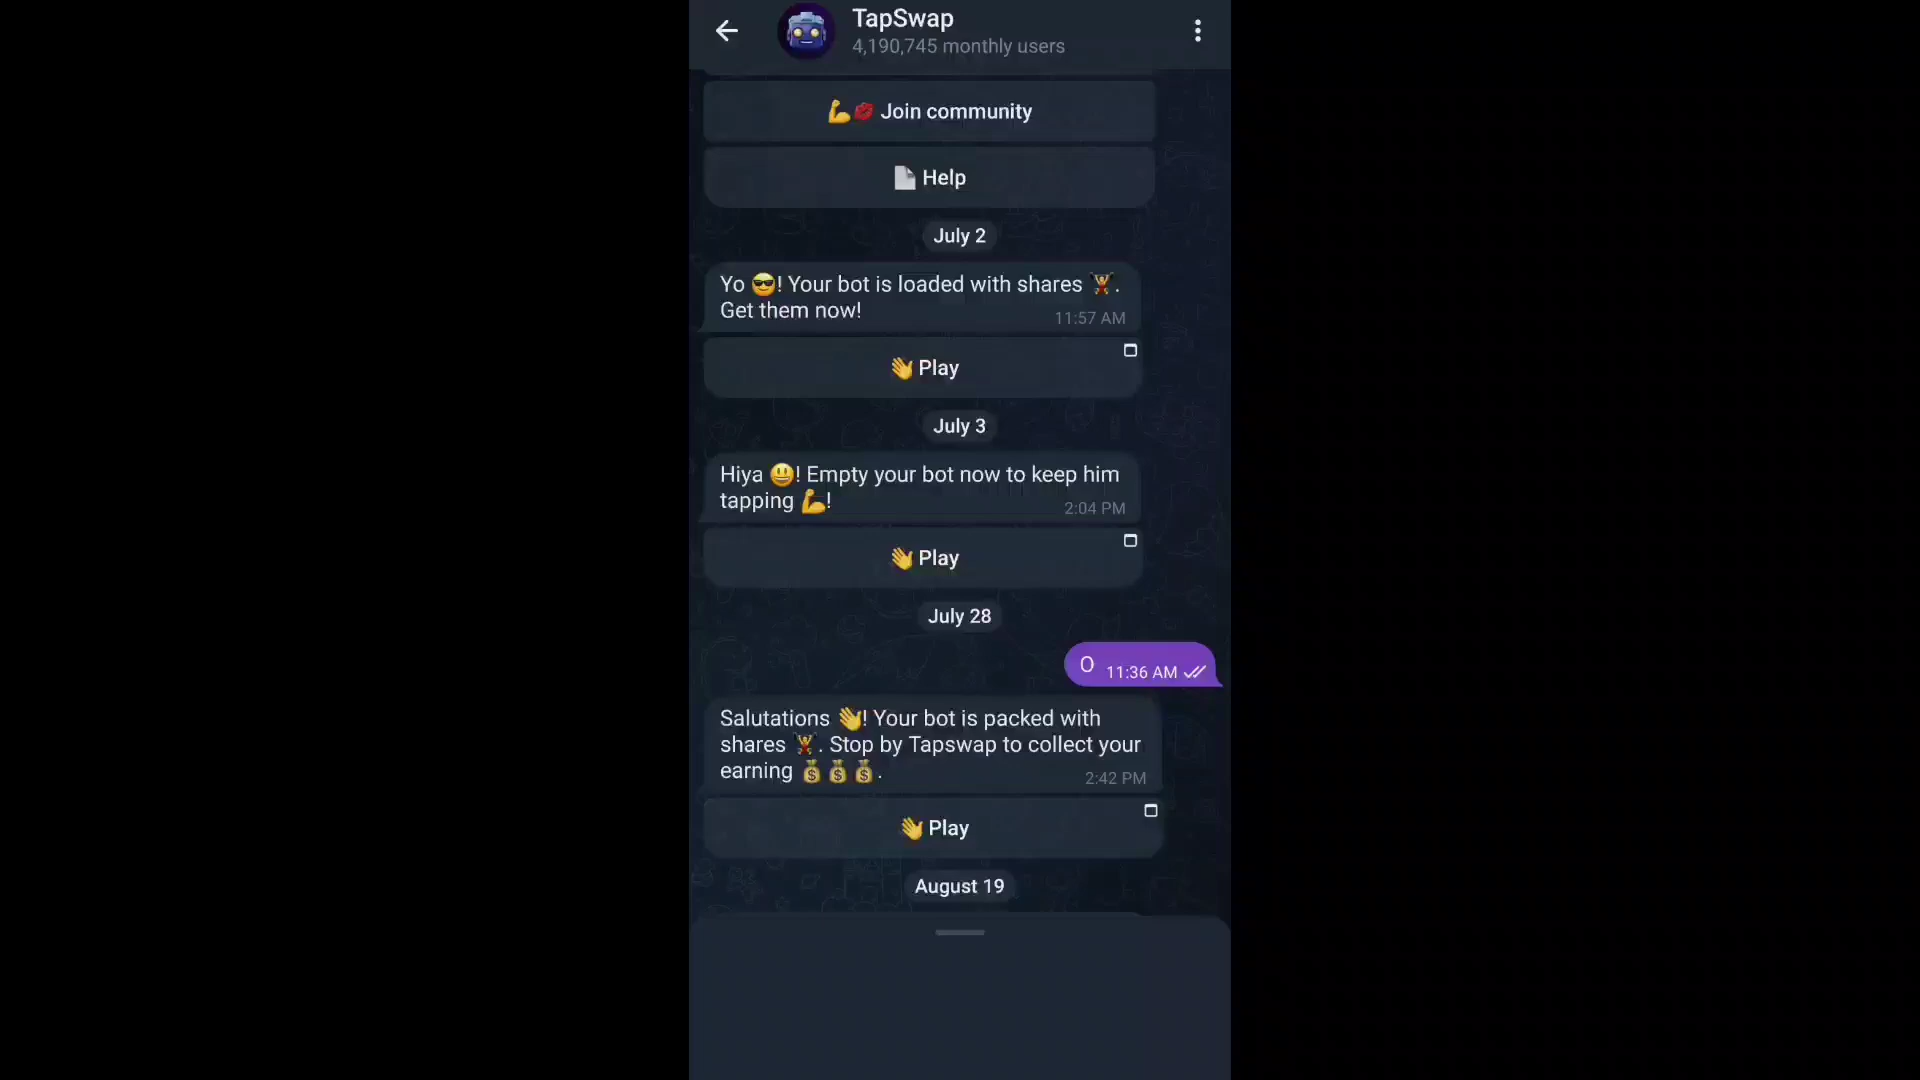 TapSwap
4,190,745 monthly users
💪💋 Join community
📄 Help
July 2
Yo 😎! Your bot is loaded with shares 🏋️.
Get them now!
11:57 AM
👋 Play
July 3
Hiya 😃! Empty your bot now to keep him
tapping 💪!
2:04 PM
👋 Play
July 28
O 11:36 AM
Salutations 👋! Your bot is packed with
shares 🏋️. Stop by Tapswap to collect your
earning 💰💰💰.
2:42 PM
👋 Play
August 19